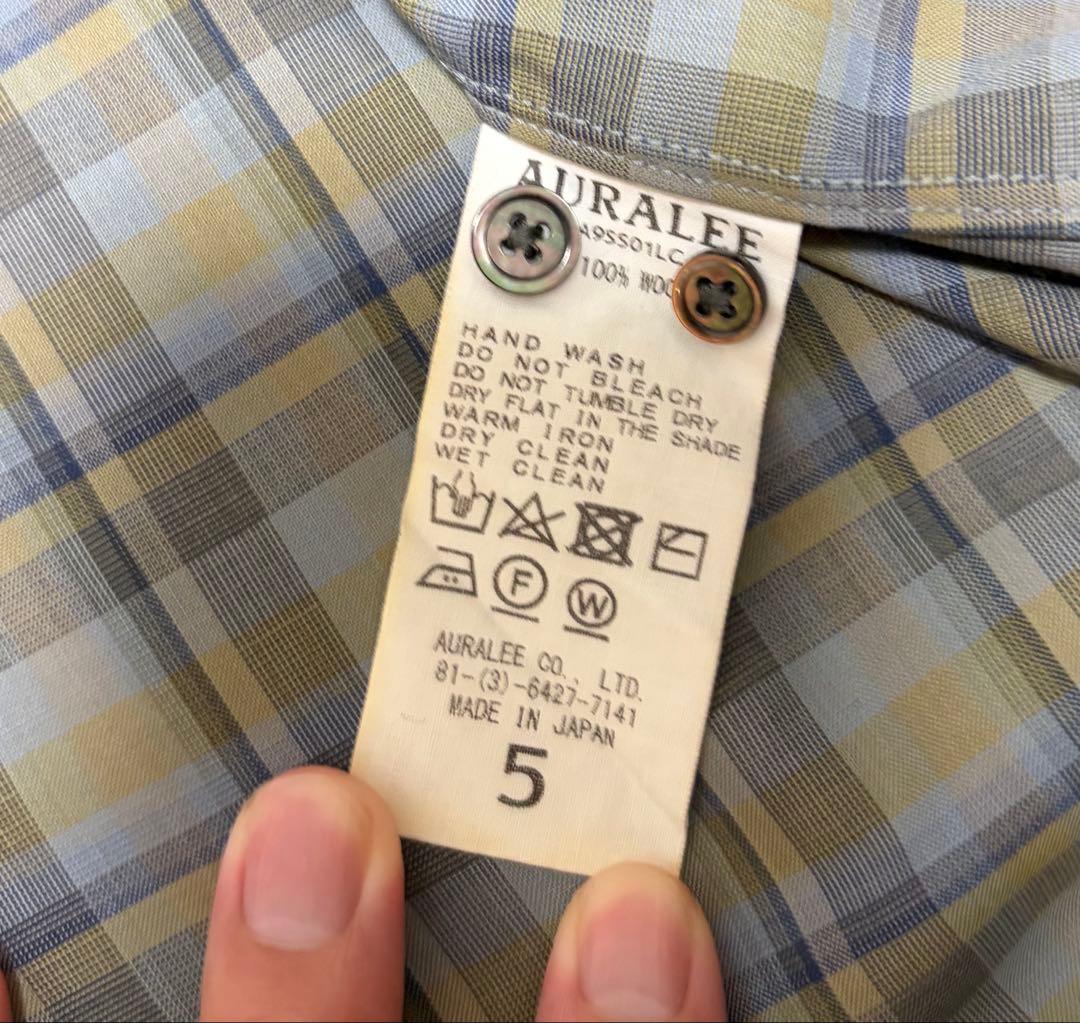 AURALEE
A9SS01LC
100% WOO
HAND WASH
DO NOT BLEACH
DO NOT TUMBLE DRY
DRY FLAT IN THE SHADE
WARM IRON
DRY CLEAN
WET CLEAN
F
W
AURALEE CO., LTD.
81-(3)-6427-7141
MADE IN JAPAN
5